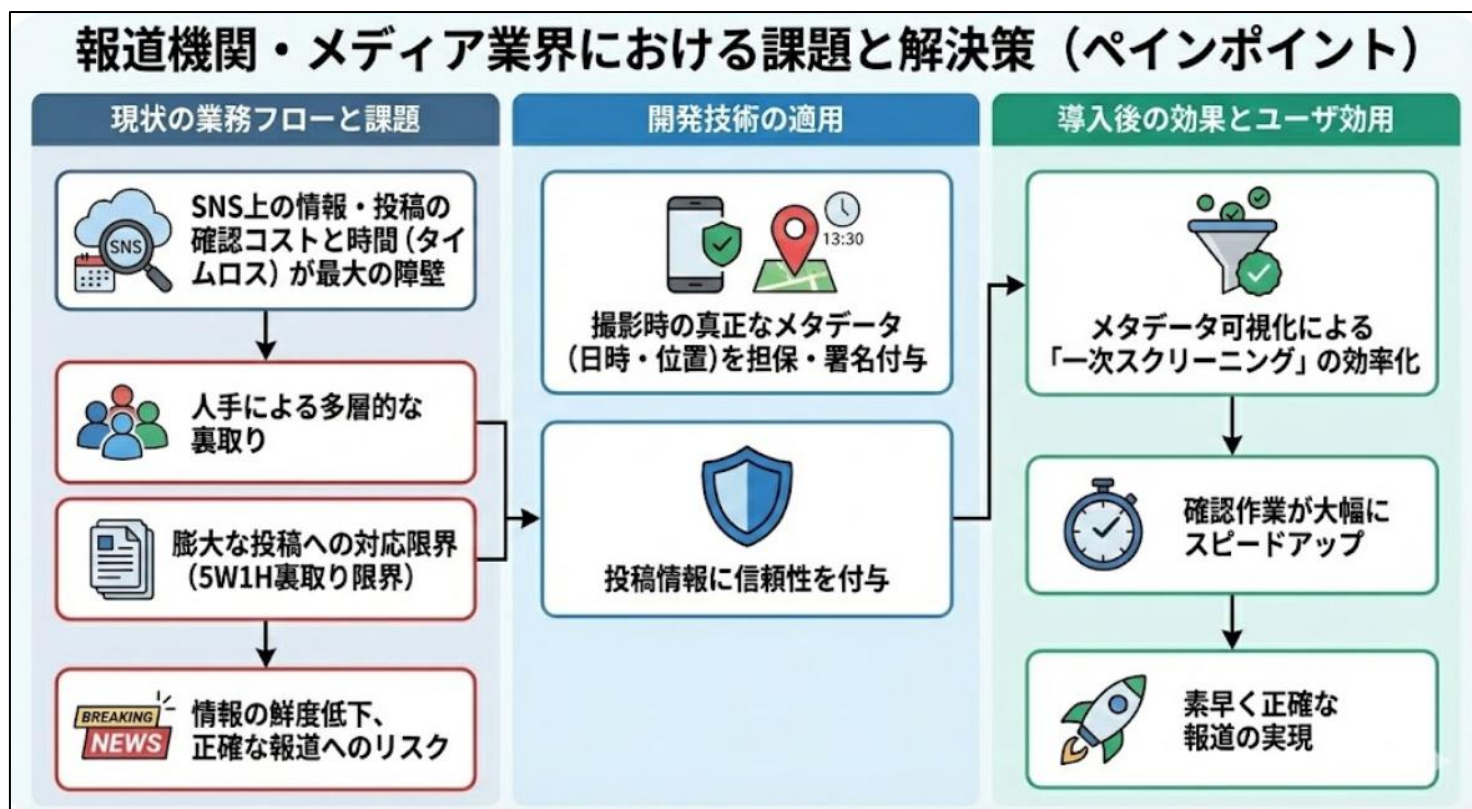 報道機関・メディア業界における課題と解決策（ペインポイント）
現状の業務フローと課題
SNS
SNS上の情報・投稿の
確認コストと時間（タイ
ムロス）が最大の障壁
人手による多層的な
裏取り
膨大な投稿への対応限界
（5W1H裏取り限界）
BREAKING
NEWS
情報の鮮度低下、
正確な報道へのリスク
開発技術の適用
13:30
撮影時の真正なメタデータ
（日時・位置）を担保・署名付与
投稿情報に信頼性を付与
導入後の効果とユーザ効用
メタデータ可視化による
「一次スクリーニング」の効率化
確認作業が大幅に
スピードアップ
素早く正確な
報道の実現